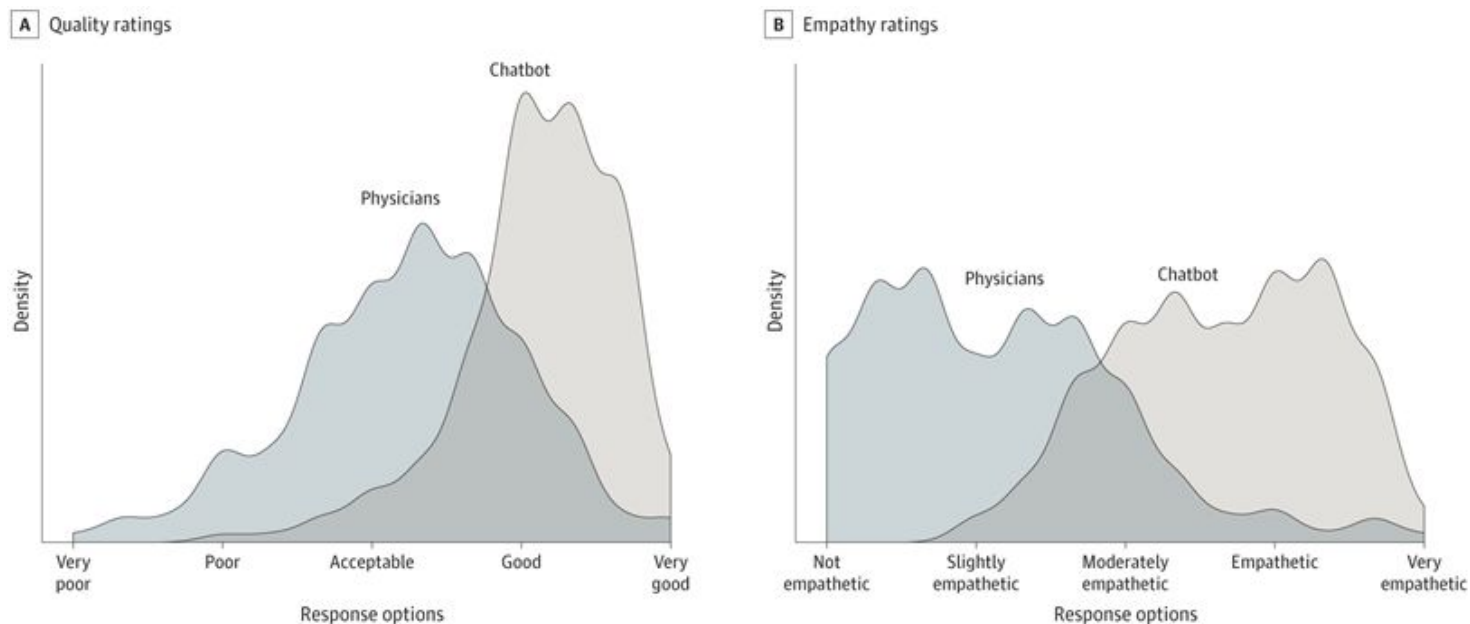 A Quality ratings
Chatbot
Physicians
Density
Very poor
Poor
Acceptable
Good
Very good
Response options
B Empathy ratings
Physicians
Chatbot
Density
Not empathetic
Slightly empathetic
Moderately empathetic
Empathetic
Very empathetic
Response options